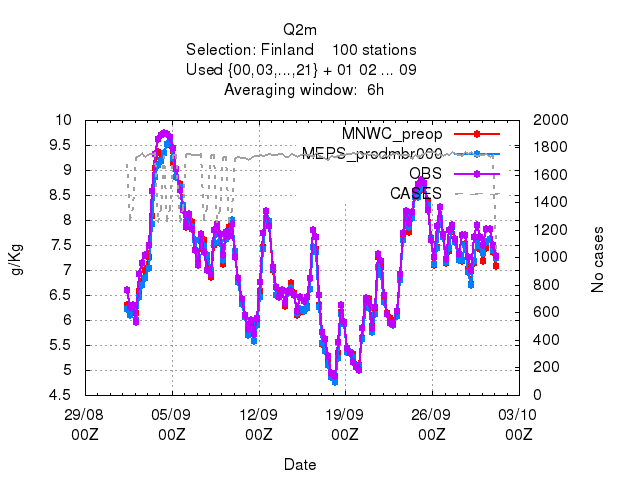 Q2m
Selection: Finland 100 stations
Used {00,03,...,21} + 01 02 ... 09
Averaging window: 6h
10 2000
MNWC_preop
9.5 1800
MEPS_prodmbr000
9 1600
OBS
8.5 1400
CASES
8 1200
7.5 1000
7 800
6.5 600
6 400
5.5 200
5 0
4.5
g/Kg
No cases
29/08 05/09 12/09 19/09 26/09 03/10
00Z 00Z 00Z 00Z 00Z 00Z
Date